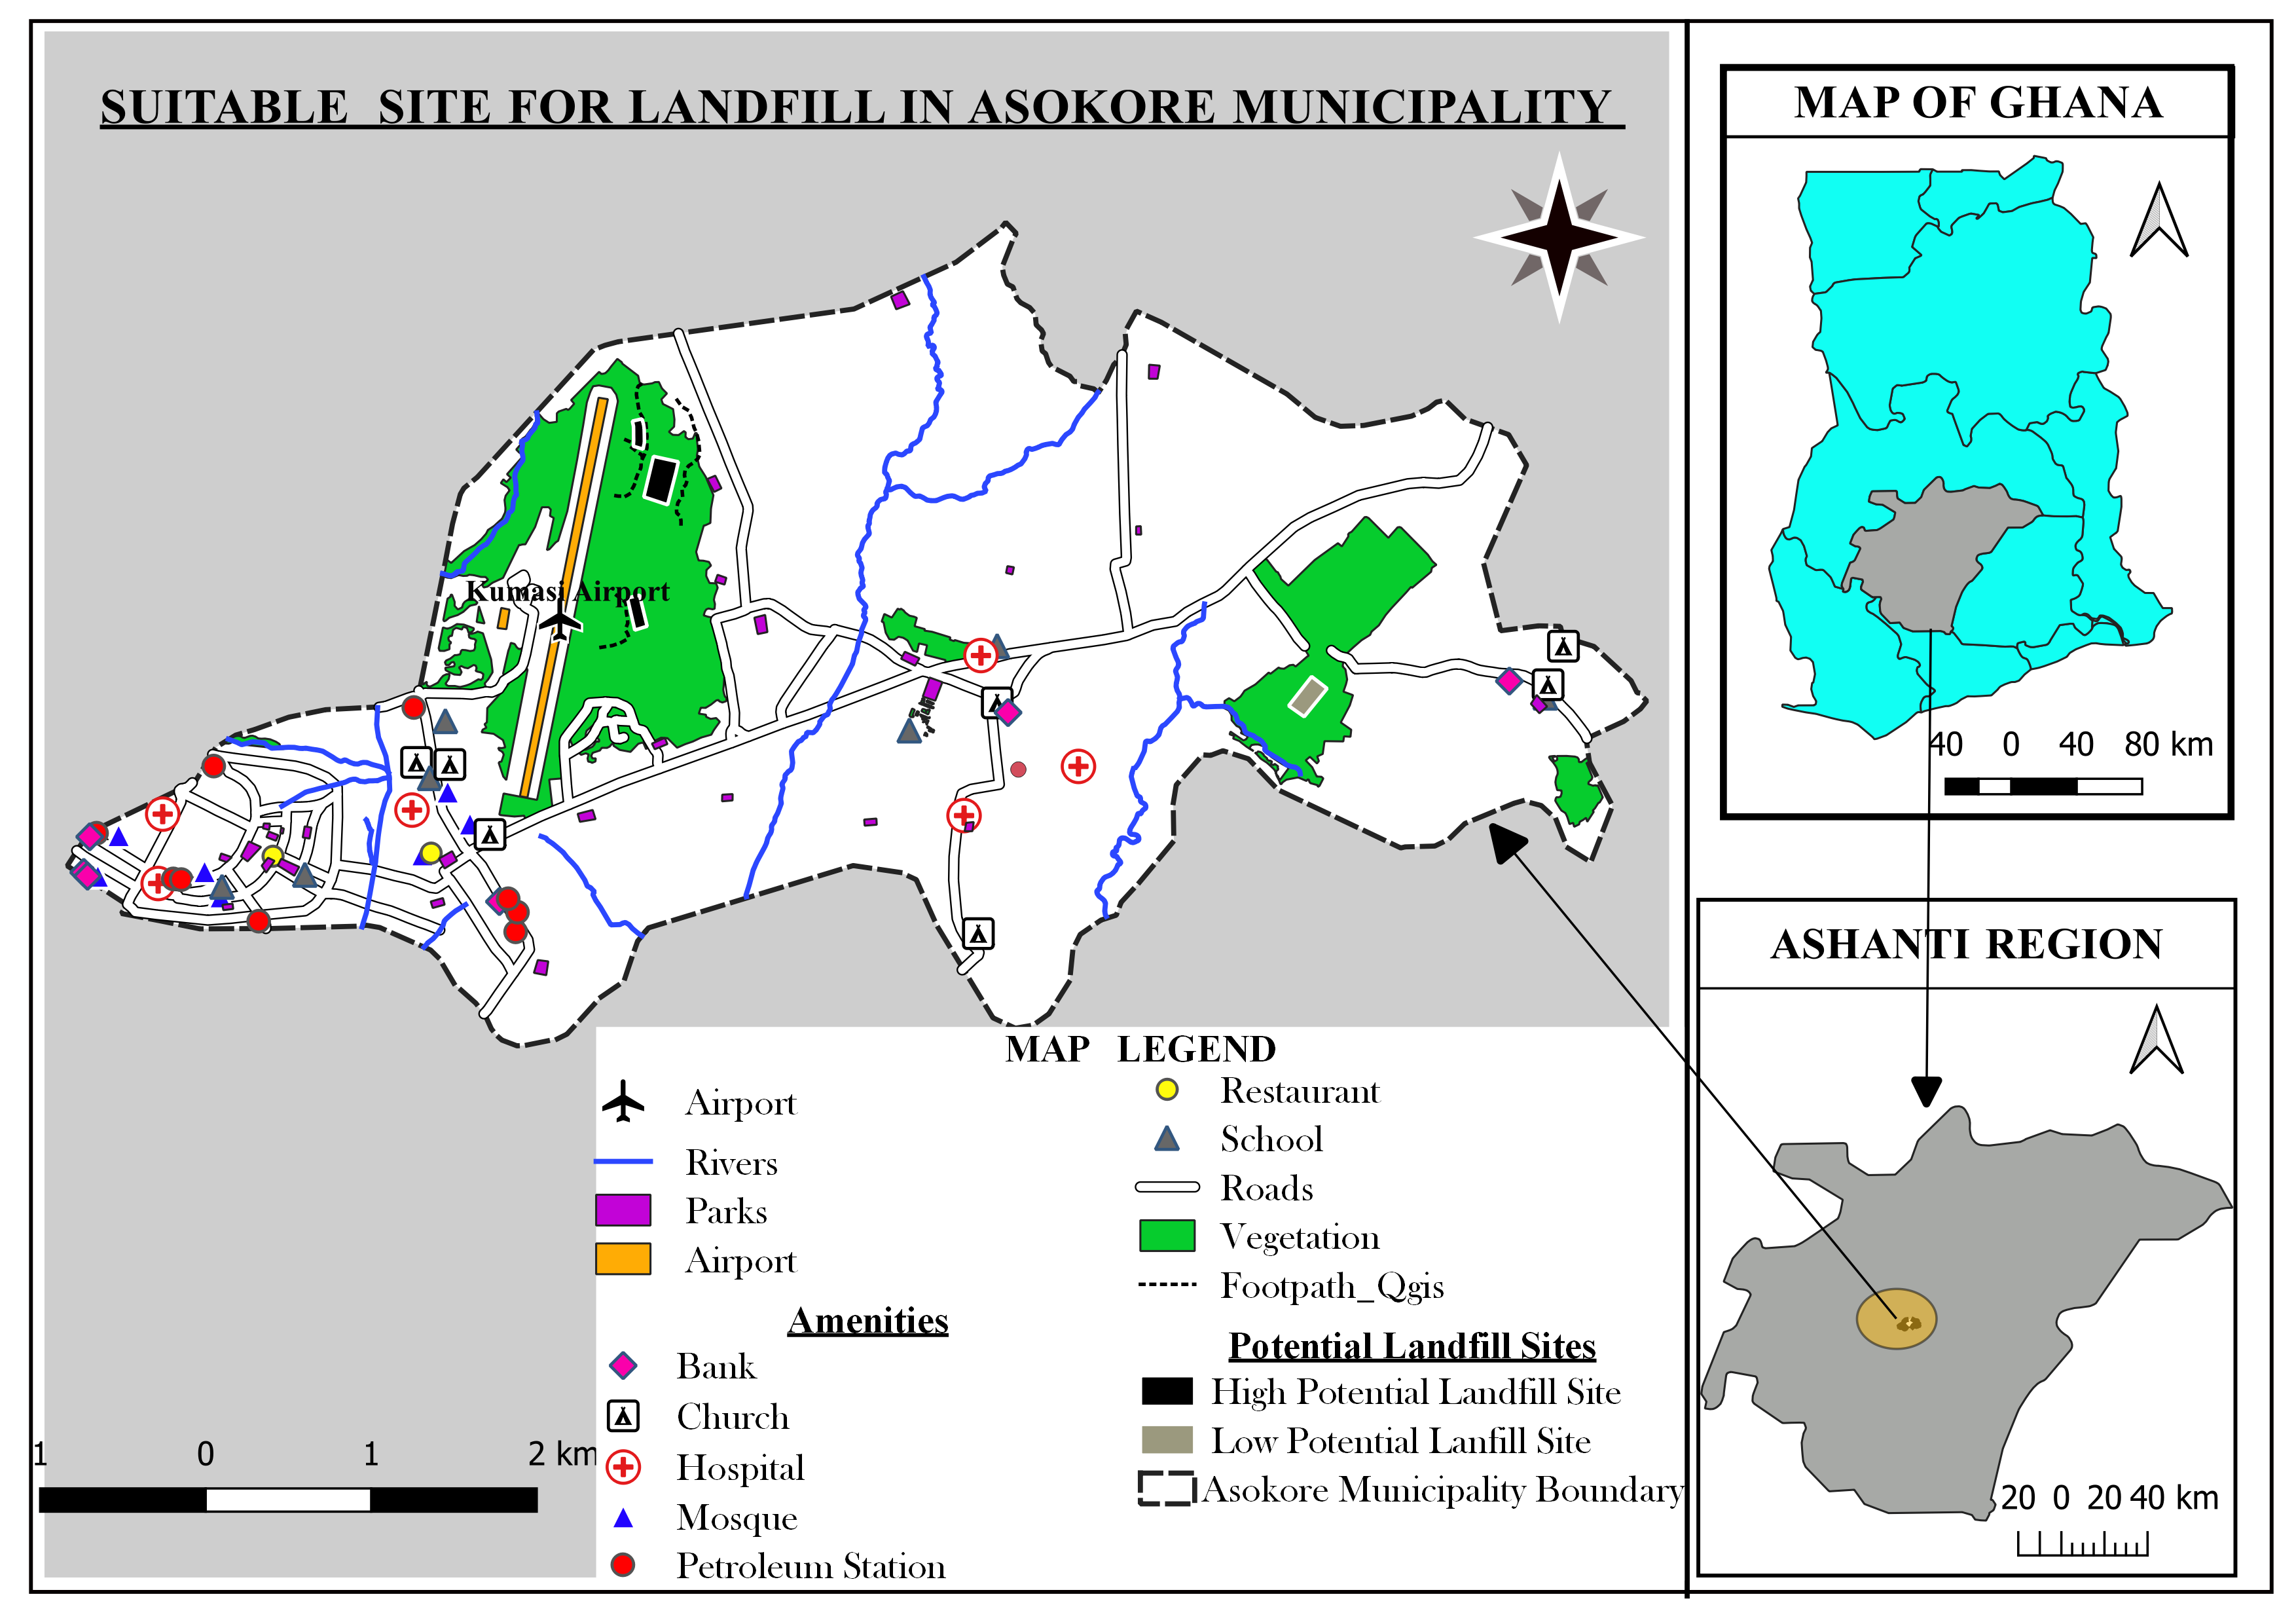 SUITABLE SITE FOR LANDFILL IN ASOKORE MUNICIPALITY
Kumasi Airport
MAP LEGEND
Airport
Rivers
Parks
Airport
Amenities
Bank
Church
Hospital
Mosque
Petroleum Station
Restaurant
School
Roads
Vegetation
Footpath_Qgis
Potential Landfill Sites
High Potential Landfill Site
Low Potential Lanfill Site
Asokore Municipality Boundary
1 0 1 2 km
MAP OF GHANA
40 0 40 80 km
ASHANTI REGION
20 0 20 40 km